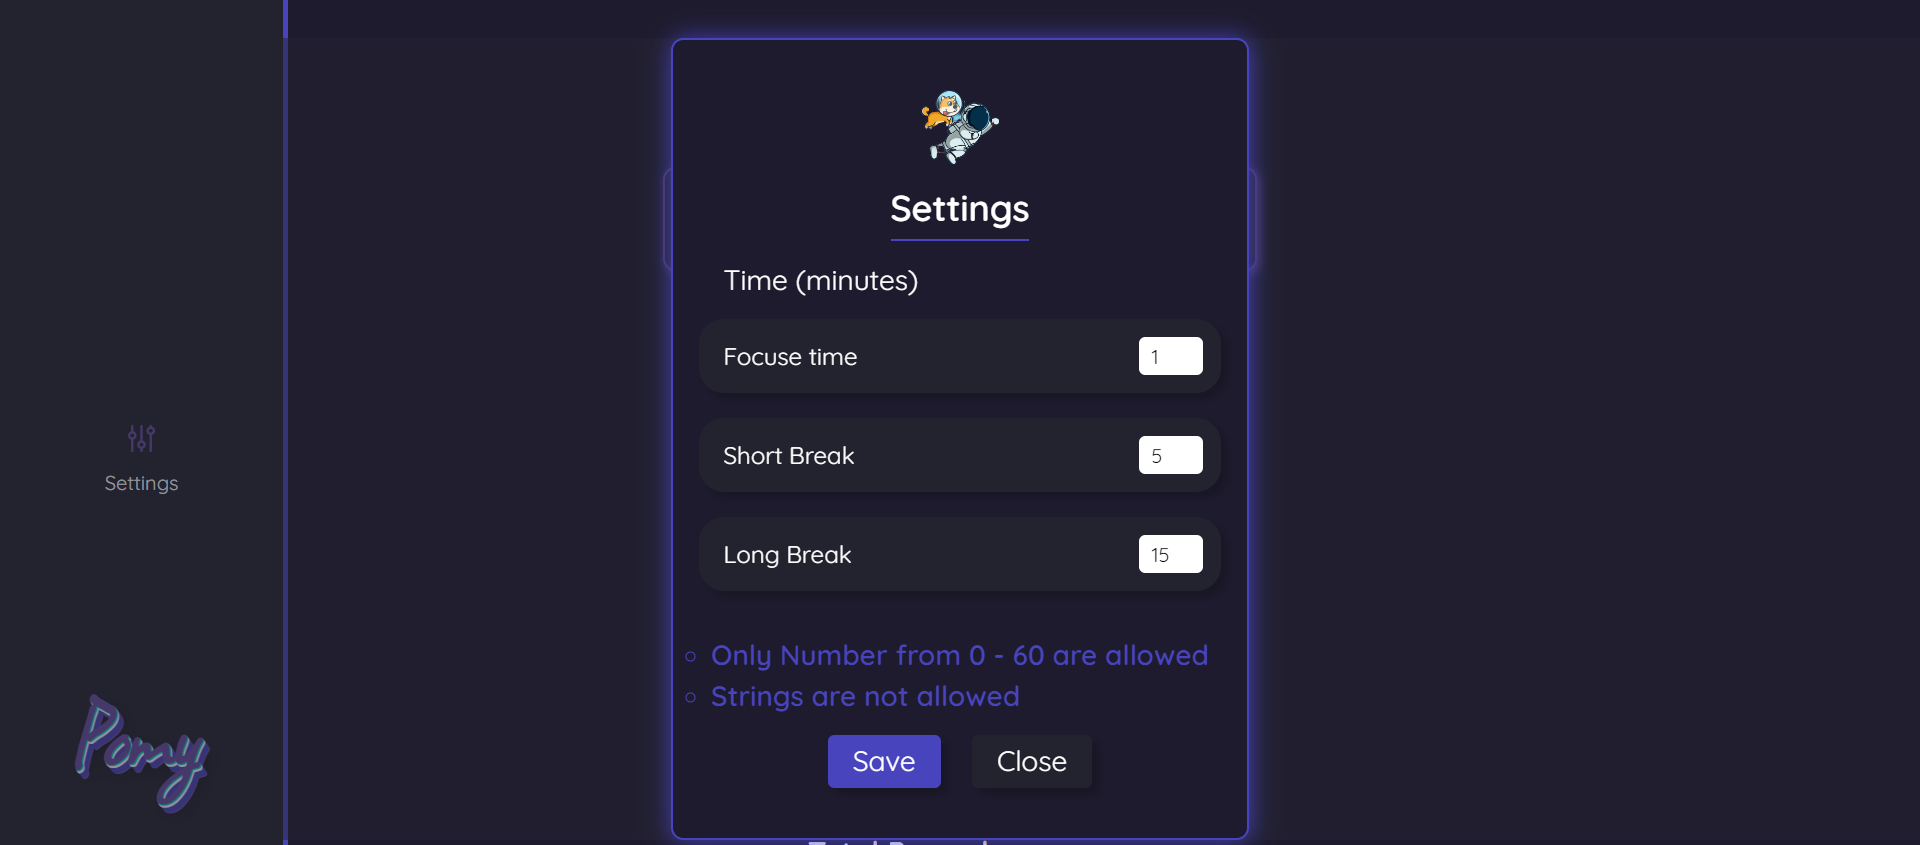 Settings
Time (minutes)
Focuse time
1
Short Break
5
Long Break
15
Only Number from 0 - 60 are allowed
Strings are not allowed
Save
Close
Settings
Pomy